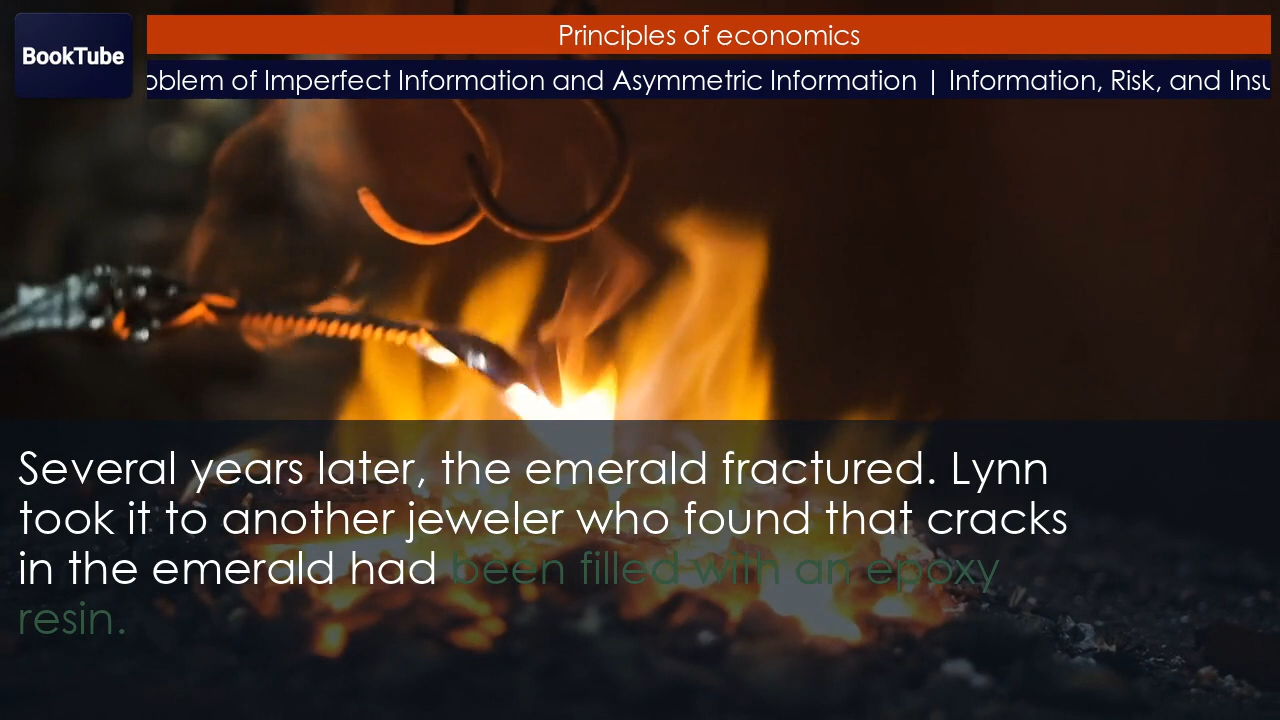 BookTube
Principles of economics
oblem of Imperfect Information and Asymmetric Information | Information, Risk, and Insu
Several years later, the emerald fractured. Lynn
took it to another jeweler who found that cracks
in the emerald had been filled with an epoxy
resin.